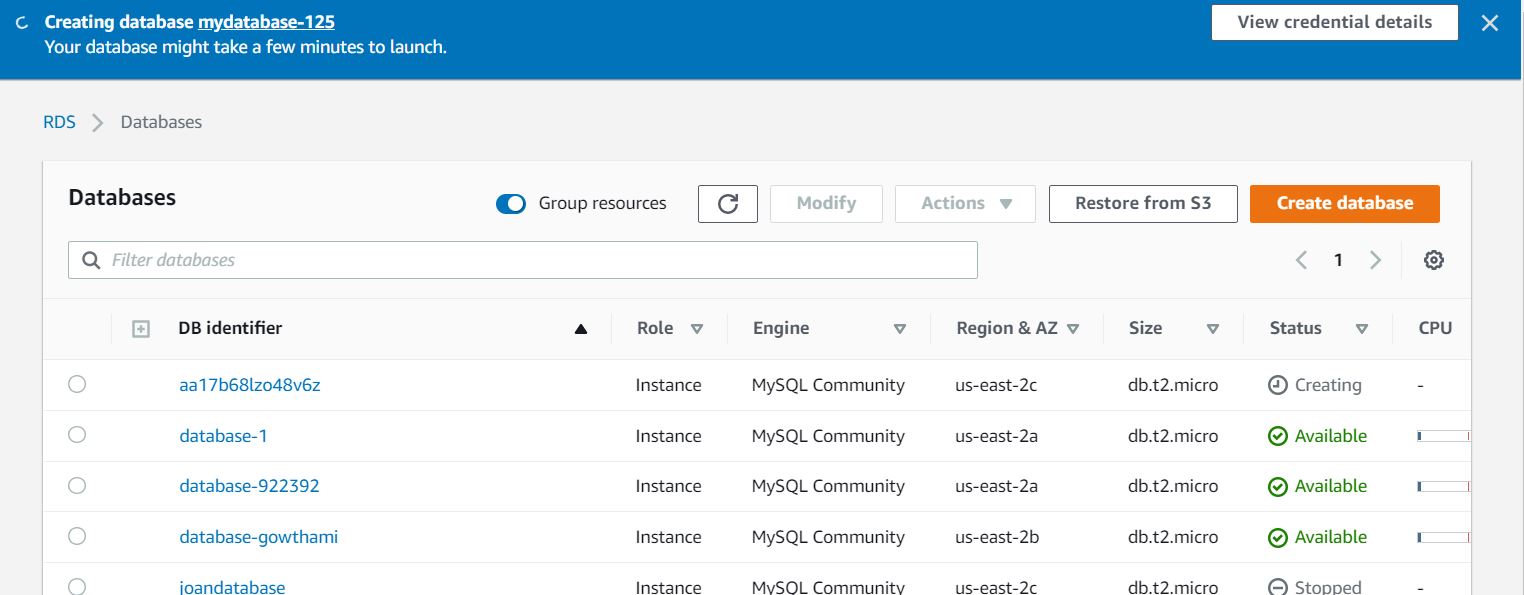 Creating database mydatabase-125
View credential details
Your database might take a few minutes to launch.
RDS > Databases
Databases
Group resources
Modify
Actions
Restore from S3
Create database
Filter databases
1
DB identifier Role Engine Region & AZ Size Status CPU
aa17b68lzo48v6z Instance MySQL Community us-east-2c db.t2.micro Creating -
database-1 Instance MySQL Community us-east-2a db.t2.micro Available
database-922392 Instance MySQL Community us-east-2a db.t2.micro Available
database-gowthami Instance MySQL Community us-east-2b db.t2.micro Available
joandatabase Instance MySQL Community us-east-2c db.t2.micro Stopped -